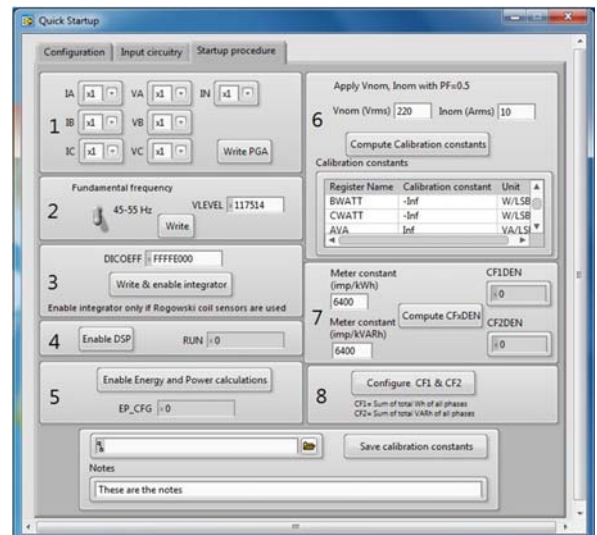 Quick Startup
Configuration
Input circuitry
Startup procedure
1
IA x1 VA x1 IN x1
IB x1 VB x1
IC x1 VC x1 Write PGA
2
Fundamental frequency
45-55 Hz
VLEVEL 117514
Write
3
DICOEFF FFFFE000
Write & enable integrator
Enable integrator only if Rogowski coil sensors are used
4
Enable DSP
RUN 0
5
Enable Energy and Power calculations
EP_CFG 0
6
Apply Vnom, Inom with PF=0.5
Vnom (Vrms) 220 Inom (Arms) 10
Compute Calibration constants
Calibration constants
Register Name Calibration constant Unit
BWATT -Inf W/LSB
CWATT -Inf W/LSB
AVA Inf VA/LSI
7
Meter constant
(imp/kWh)
6400
Meter constant
(imp/kVARh)
6400
Compute CFxDEN
CF1DEN
0
CF2DEN
0
8
Configure CF1 & CF2
CF1= Sum of total Wh of all phases
CF2= Sum of total VARh of all phases
Save calibration constants
Notes
These are the notes